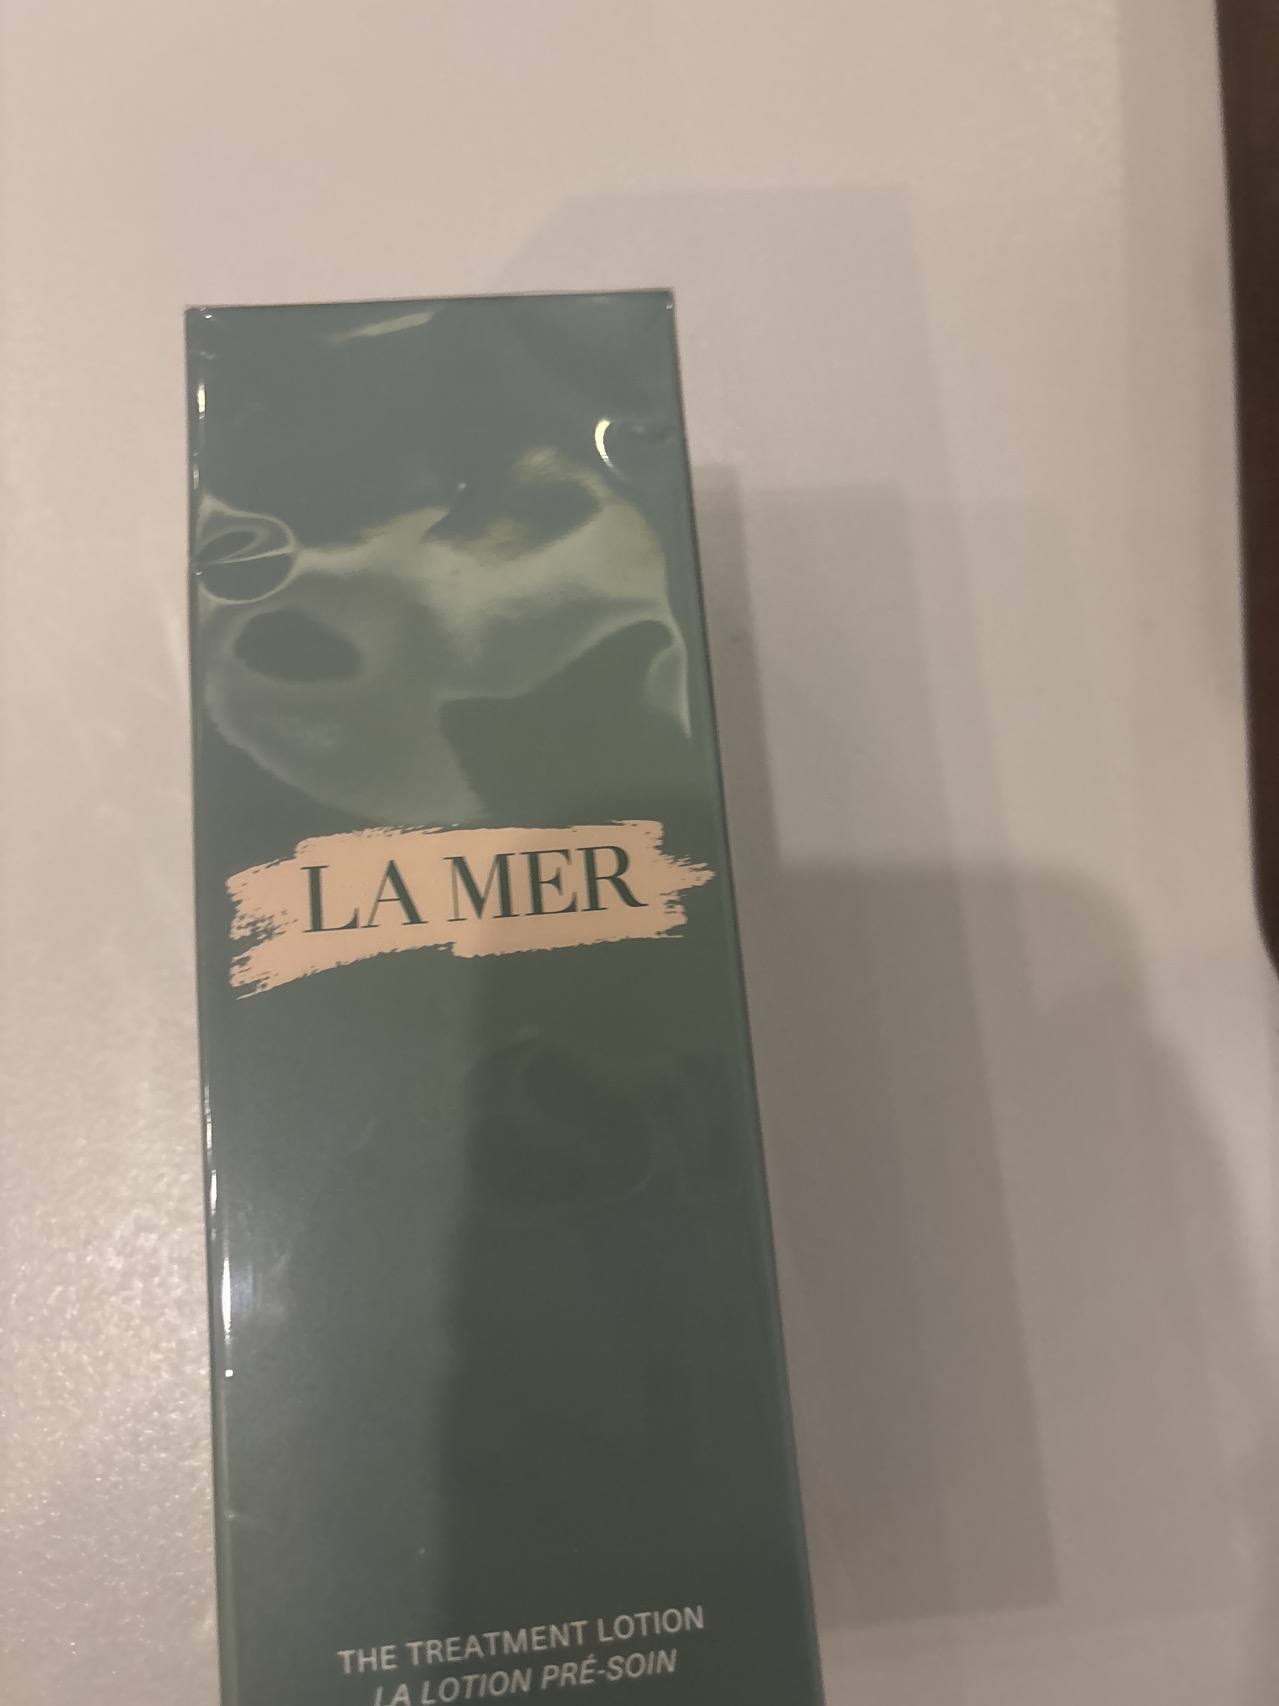 LA MER
THE TREATMENT LOTION
LA LOTION PRÉ-SOIN